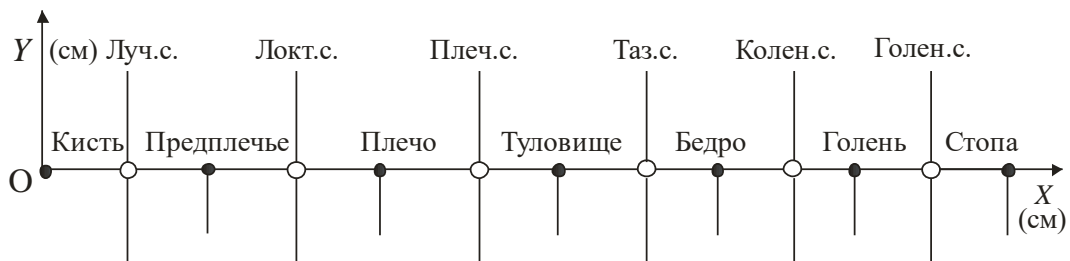 Y (см) Луч.с. Локт.с. Плеч.с. Таз.с. Колен.с. Голен.с.
Кисть Предплечье Плечо Туловище Бедро Голень Стопа
O
X
(см)